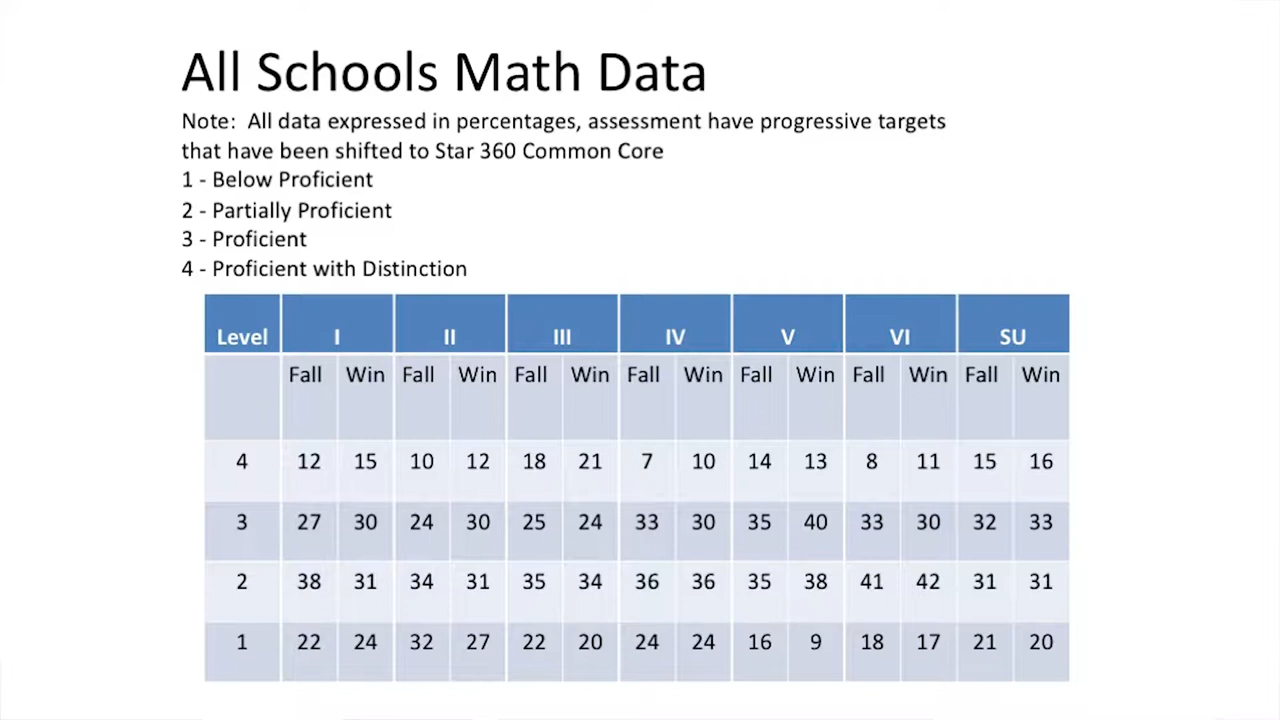 All Schools Math Data
Note:  All data expressed in percentages, assessment have progressive targets
that have been shifted to Star 360 Common Core
1 - Below Proficient
2 - Partially Proficient
3 - Proficient
4 - Proficient with Distinction
Level I II III IV V VI SU
Fall Win Fall Win Fall Win Fall Win Fall Win Fall Win Fall Win
4 12 15 10 12 18 21 7 10 14 13 8 11 15 16
3 27 30 24 30 25 24 33 30 35 40 33 30 32 33
2 38 31 34 31 35 34 36 36 35 38 41 42 31 31
1 22 24 32 27 22 20 24 24 16 9 18 17 21 20